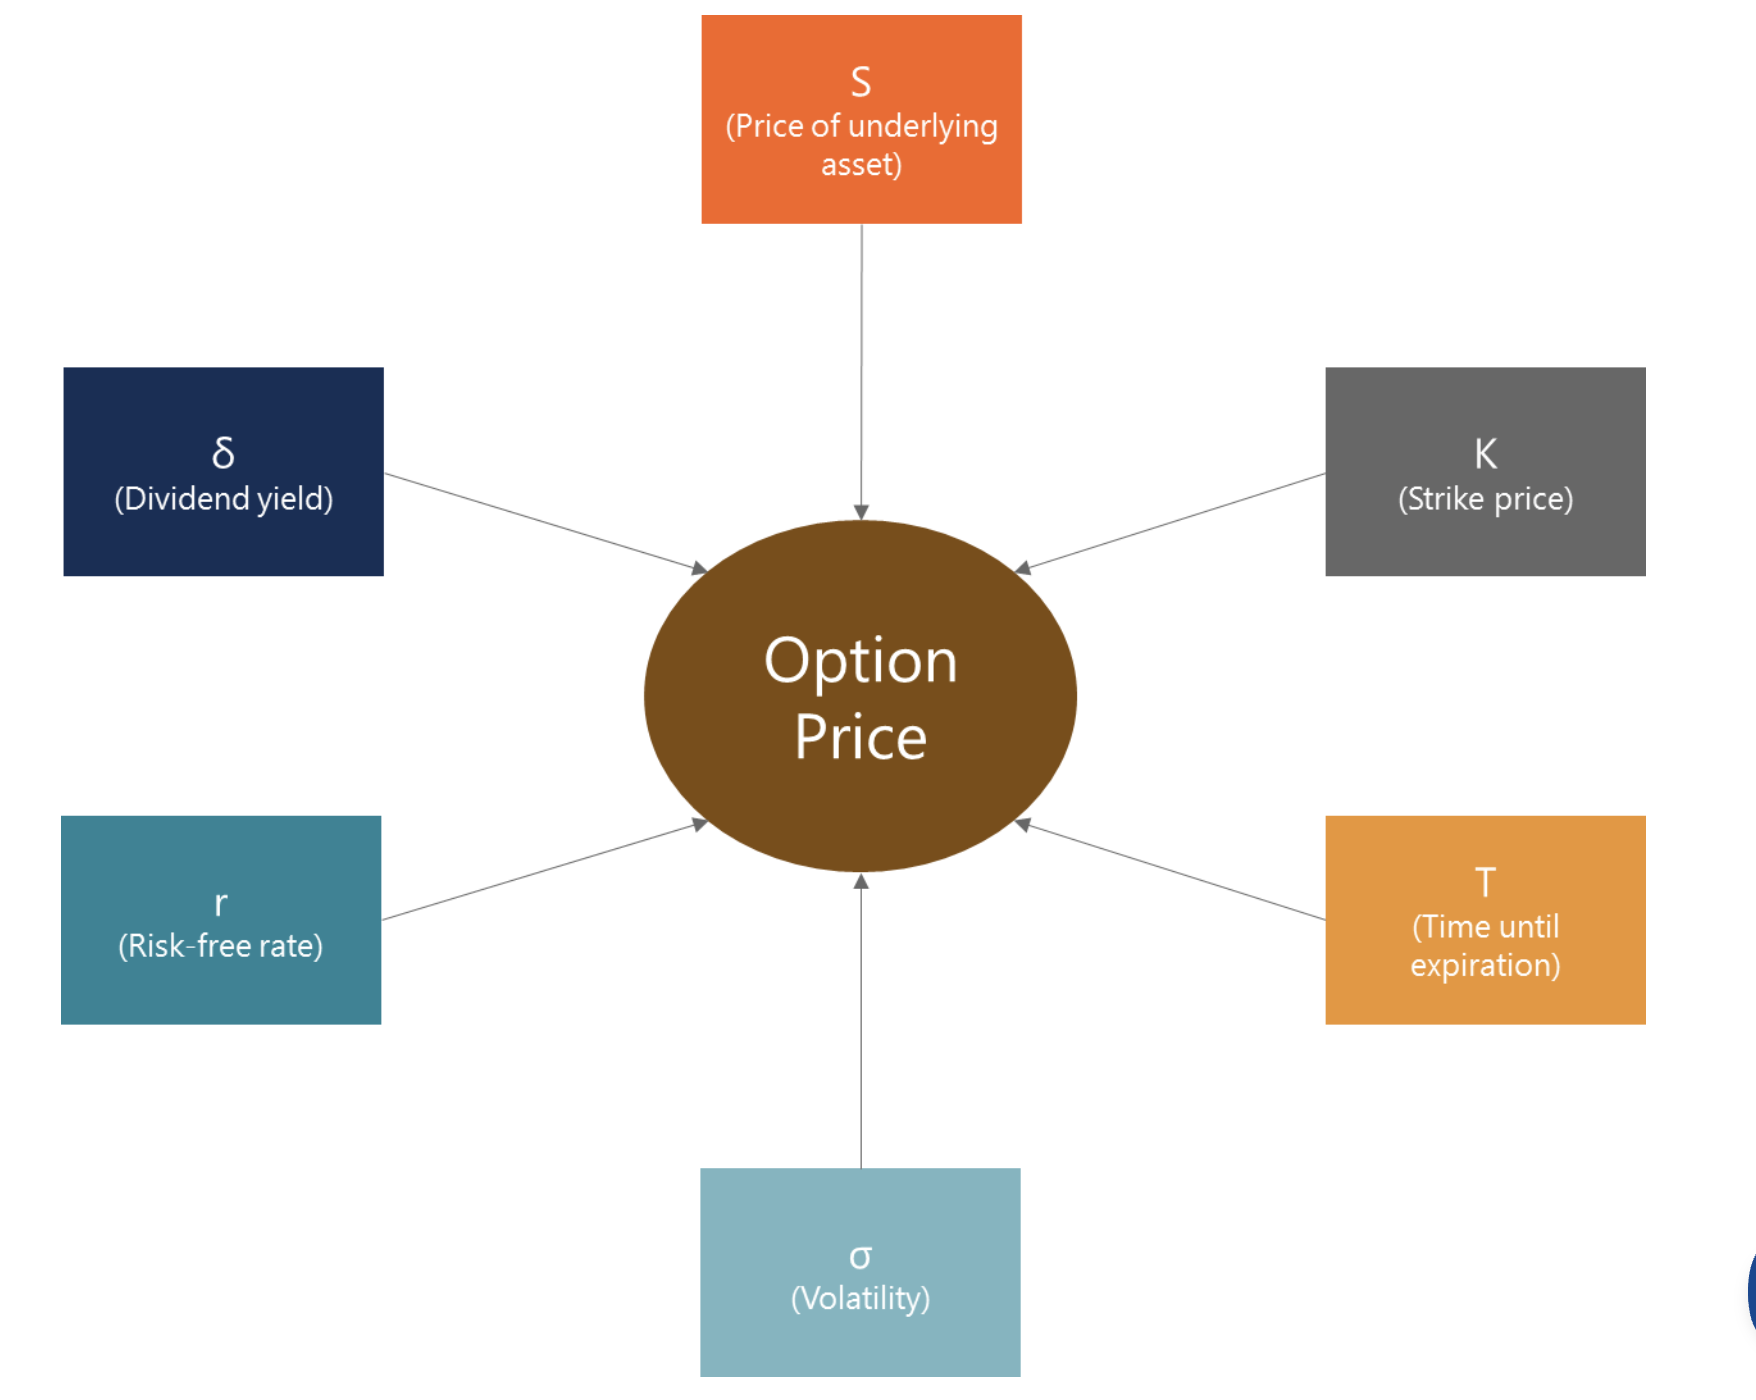 S
(Price of underlying
asset)
δ
(Dividend yield)
K
(Strike price)
Option
Price
r
(Risk-free rate)
T
(Time until
expiration)
σ
(Volatility)